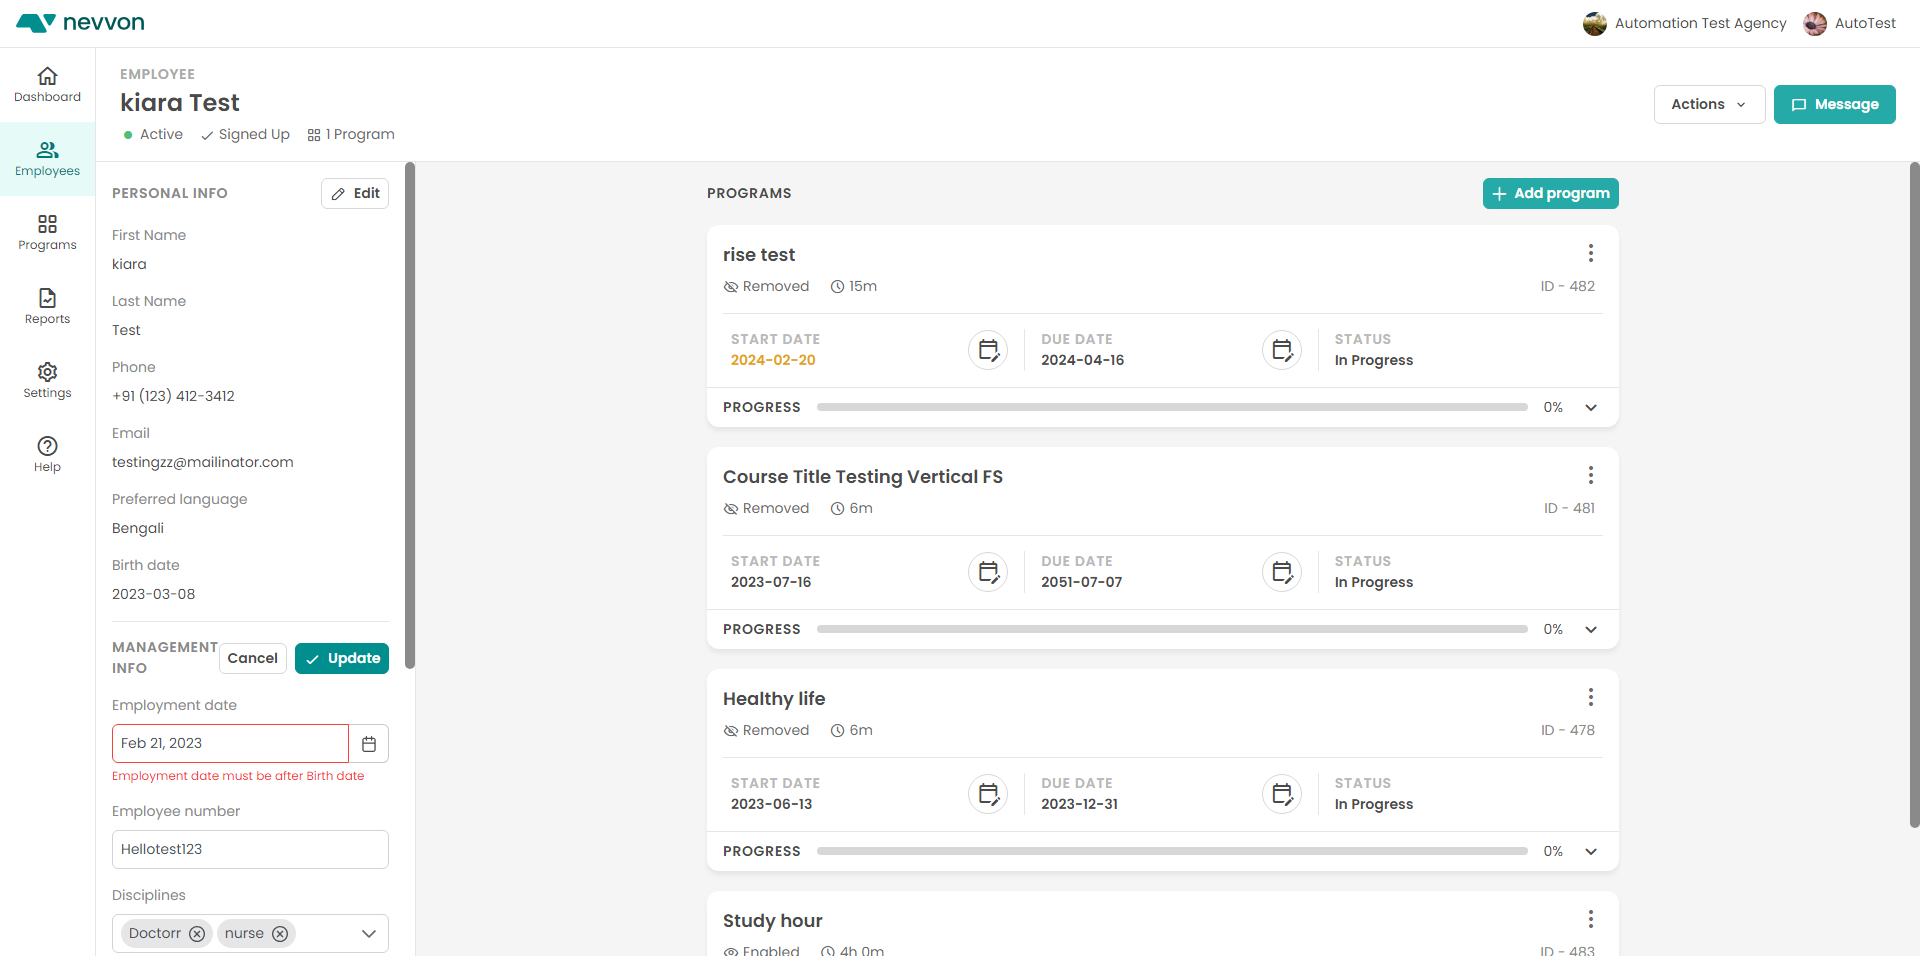 nevvon
Automation Test Agency
AutoTest
Dashboard
Employees
Programs
Reports
Settings
Help
EMPLOYEE
kiara Test
Active
Signed Up
1 Program
Actions
Message
PERSONAL INFO
Edit
First Name
kiara
Last Name
Test
Phone
+91 (123) 412-3412
Email
testingzz@mailinator.com
Preferred language
Bengali
Birth date
2023-03-08
MANAGEMENT
INFO
Cancel
Update
Employment date
Feb 21, 2023
Employment date must be after Birth date
Employee number
Hellotest123
Disciplines
Doctorr
nurse
PROGRAMS
Add program
rise test
Removed
15m
ID - 482
START DATE
2024-02-20
DUE DATE
2024-04-16
STATUS
In Progress
PROGRESS
0%
Course Title Testing Vertical FS
Removed
6m
ID - 481
START DATE
2023-07-16
DUE DATE
2051-07-07
STATUS
In Progress
PROGRESS
0%
Healthy life
Removed
6m
ID - 478
START DATE
2023-06-13
DUE DATE
2023-12-31
STATUS
In Progress
PROGRESS
0%
Study hour
Enabled
4h 0m
ID - 483